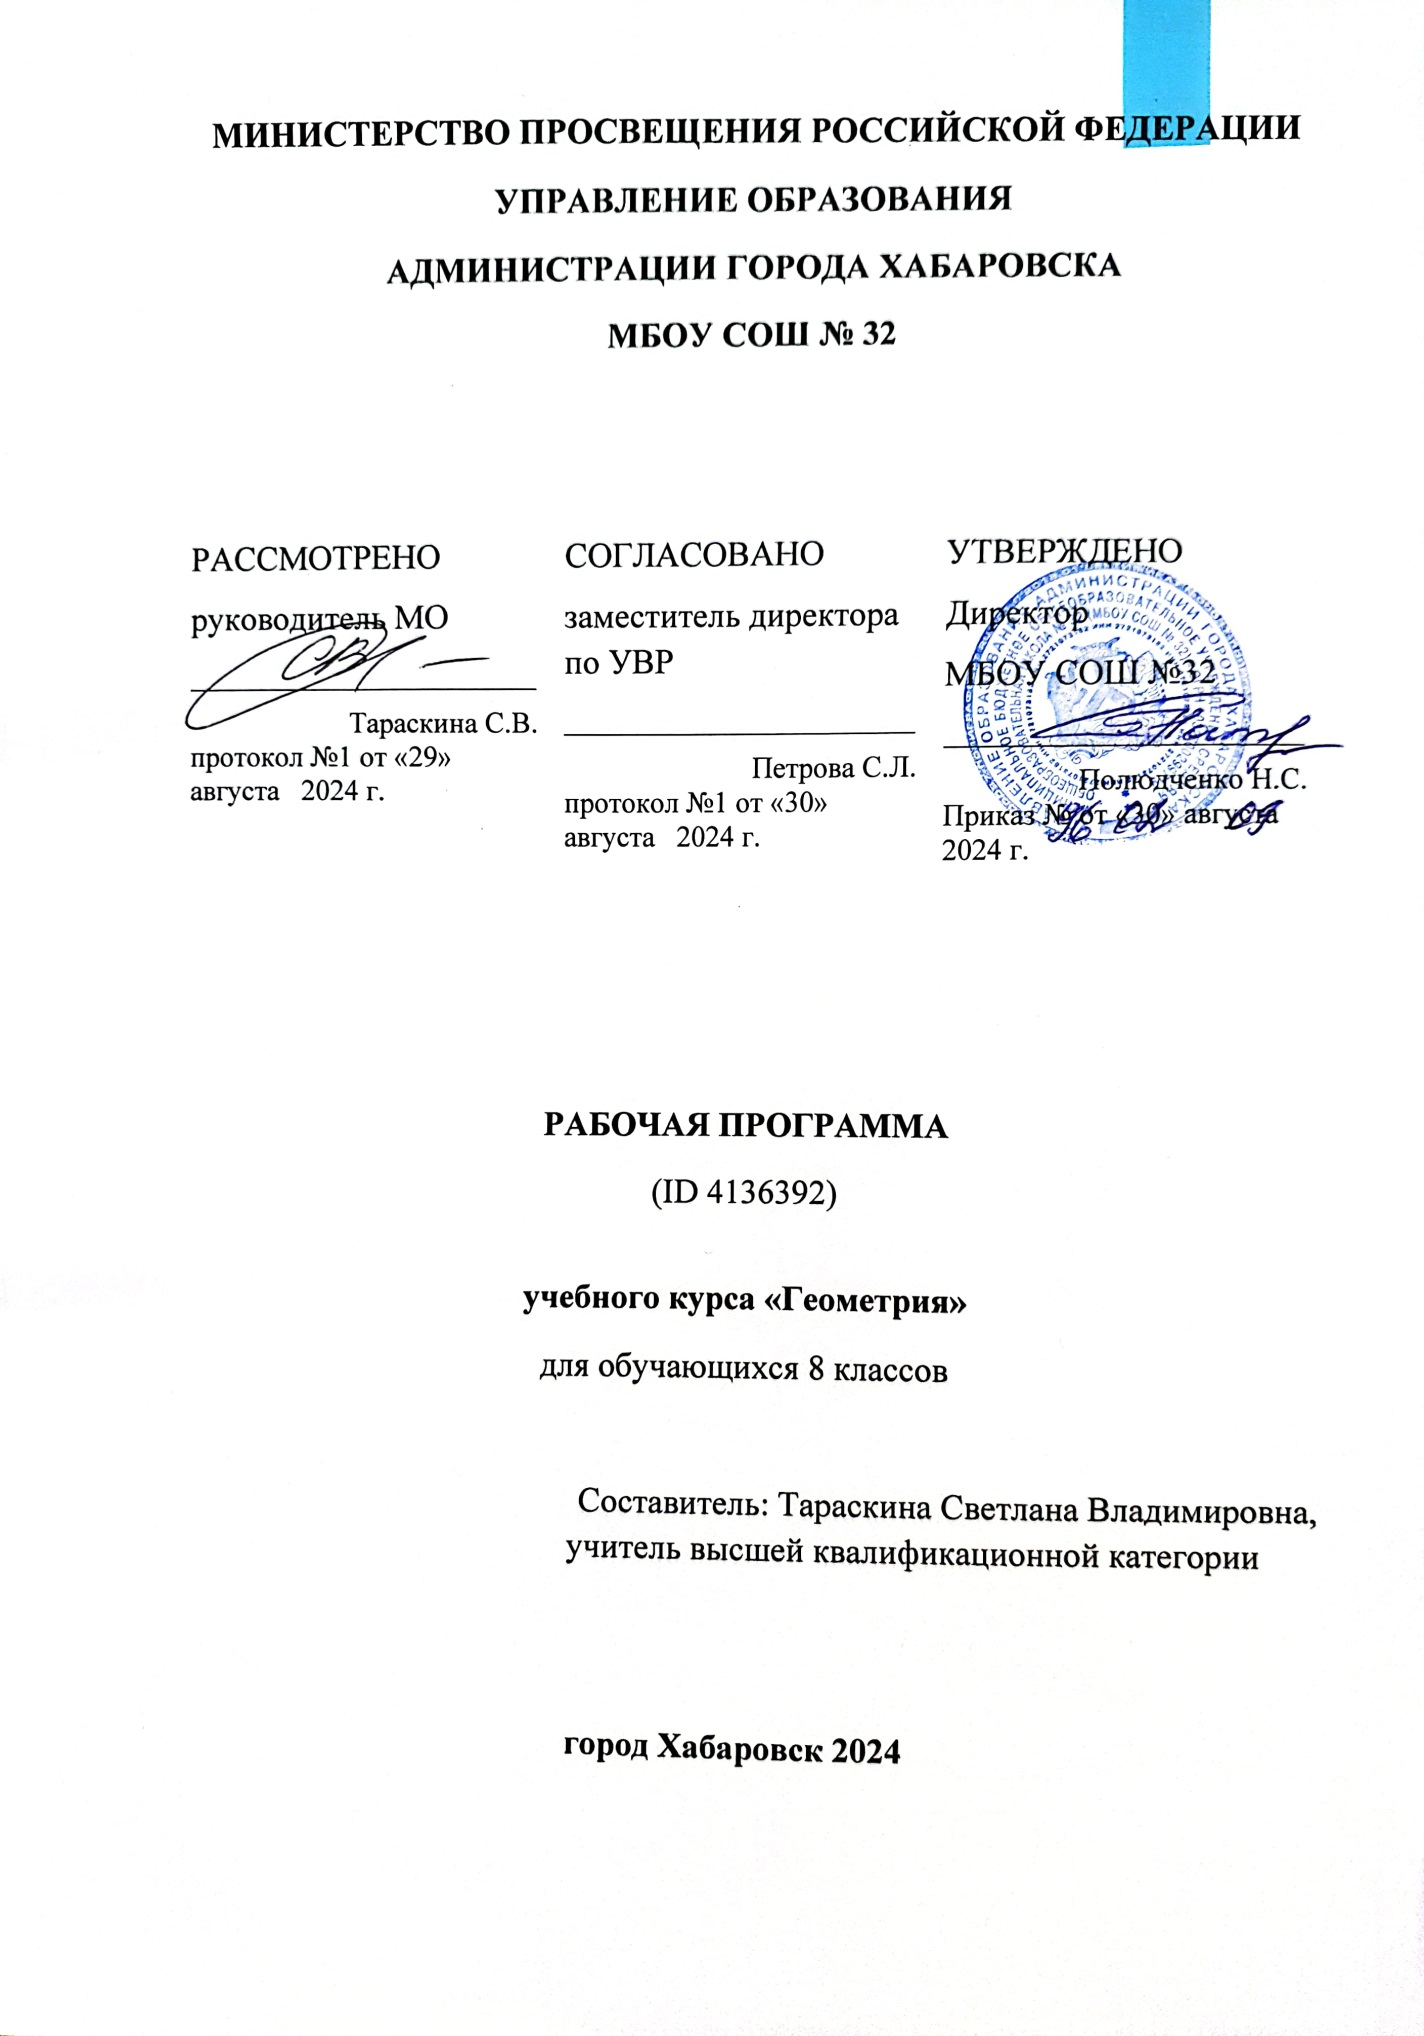 МИНИСТЕРСТВО ПРОСВЕЩЕНИЯ РОССИЙСКОЙ ФЕДЕРАЦИИ
УПРАВЛЕНИЕ ОБРАЗОВАНИЯ
АДМИНИСТРАЦИИ ГОРОДА ХАБАРОВСКА
МБОУ СОШ № 32
РАССМОТРЕНО
руководитель МО
Тараскина С.В.
протокол №1 от «29»
августа 2024 г.
СОГЛАСОВАНО
заместитель директора
по УВР
Петрова С.Л.
протокол №1 от «30»
августа 2024 г.
УТВЕРЖДЕНО
Директор
МБОУ СОШ №32
Полюдченко Н.С.
Приказ № от «30» августа
2024 г.
РАБОЧАЯ ПРОГРАММА
(ID 4136392)
учебного курса «Геометрия»
для обучающихся 8 классов
Составитель: Тараскина Светлана Владимировна,
учитель высшей квалификационной категории
город Хабаровск 2024